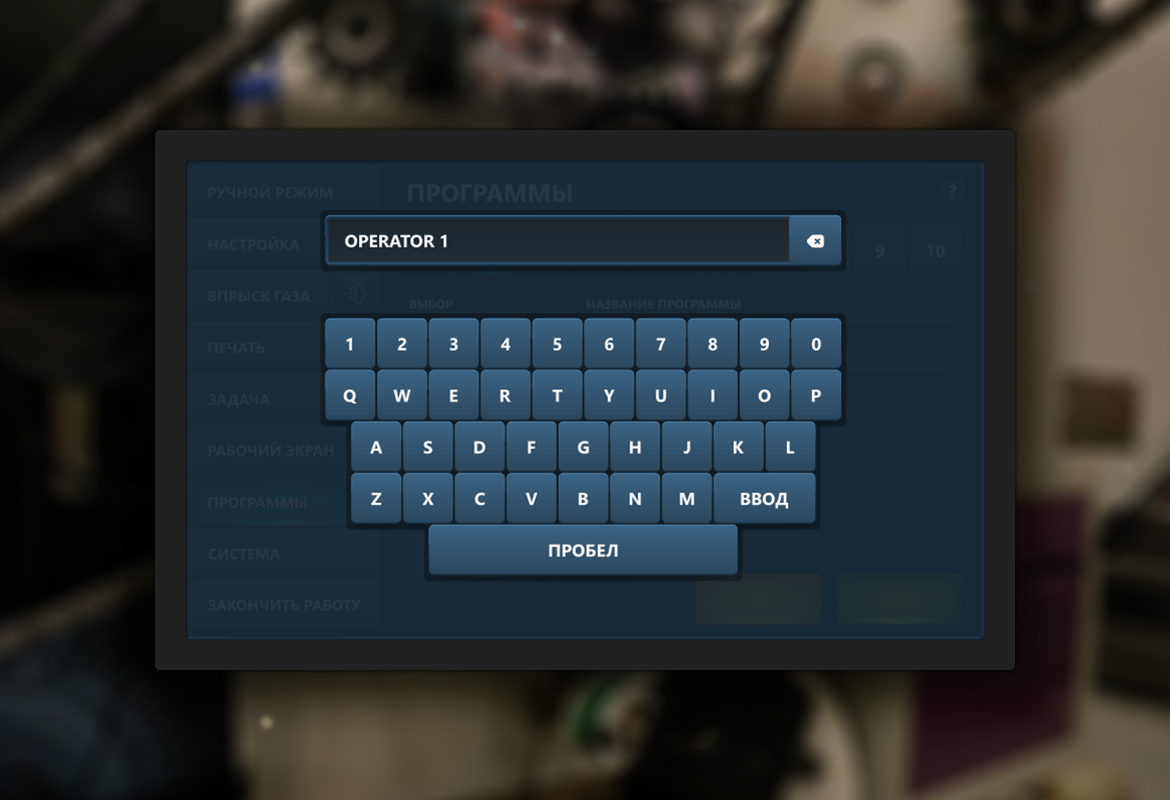 РУЧНОЙ РЕЖИМ
ПРОГРАММЫ
?
НАСТРОЙКА
OPERATOR 1
9 10
ВПРЫСК ГАЗА
ВЫБОР
НАЗВАНИЕ ПРОГРАММЫ
ПЕЧАТЬ
ЗАДАЧА
РАБОЧИЙ ЭКРАН
ПРОГРАММЫ
СИСТЕМА
ЗАКОНЧИТЬ РАБОТУ
1 2 3 4 5 6 7 8 9 0
Q W E R T Y U I O P
A S D F G H J K L
Z X C V B N M ВВОД
ПРОБЕЛ